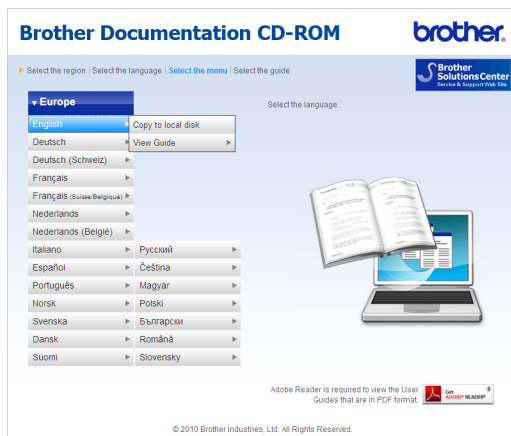 Brother Documentation CD-ROM
brother
Select the region | Select the language | Select the menu | Select the guide
Brother
Solutions Center
Service & Support Web Site
Europe
Select the language.
English
Copy to local disk
Deutsch
View Guide
Deutsch (Schweiz)
Français
Français (Suisse/Belgique)
Nederlands
Nederlands (België)
Italiano
Русский
Español
Čeština
Português
Magyar
Norsk
Polski
Svenska
Български
Dansk
Română
Suomi
Slovensky
Adobe Reader is required to view the User
Guides that are in PDF format.
Get
ADOBE® READER®
© 2010 Brother Industries, Ltd. All Rights Reserved.